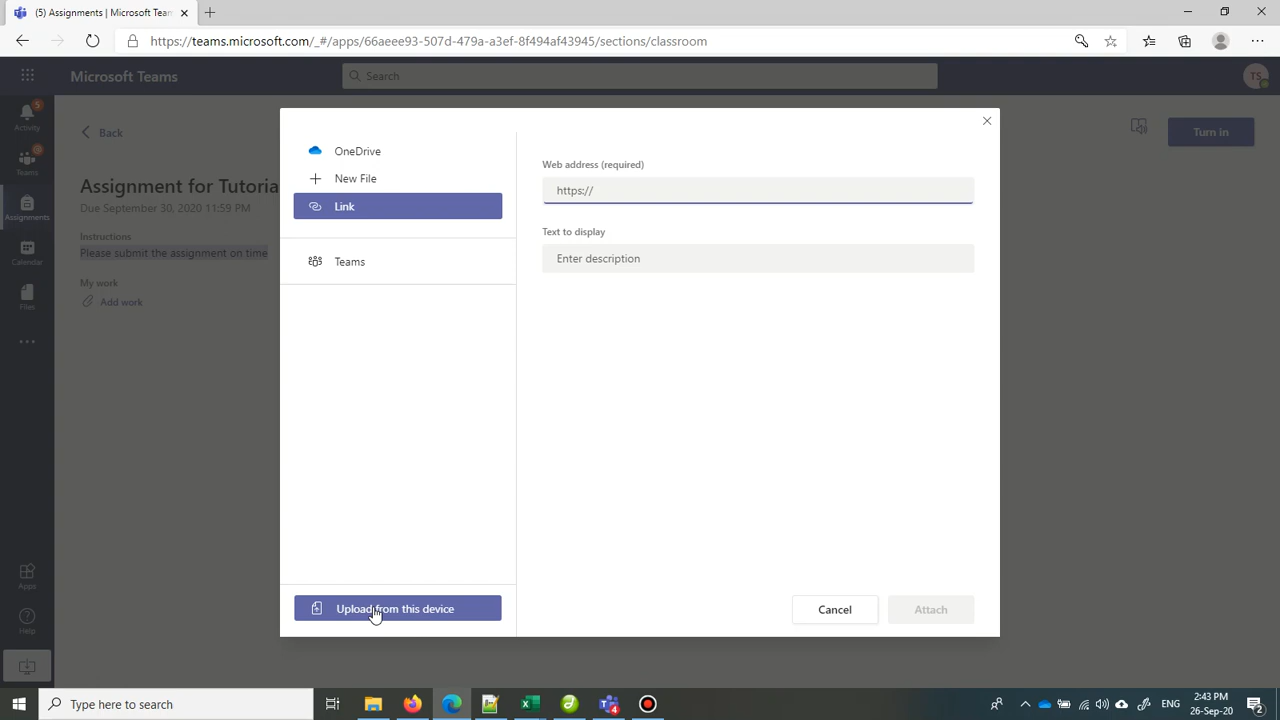 (5) Assignments | Microsoft Team
https://teams.microsoft.com/_#/apps/66aeee93-507d-479a-a3ef-8f494af43945/sections/classroom
Microsoft Teams
Search
TS
5
Activity
Teams
Assignments
Calendar
Files
Apps
Help
Back
Turn in
Assignment for Tutoria
Due September 30, 2020 11:59 PM
Instructions
Please submit the assignment on time
My work
Add work
OneDrive
New File
Link
Teams
Upload from this device
Web address (required)
https://
Text to display
Enter description
Cancel
Attach
Type here to search
4
ENG
2:43 PM
26-Sep-20
2